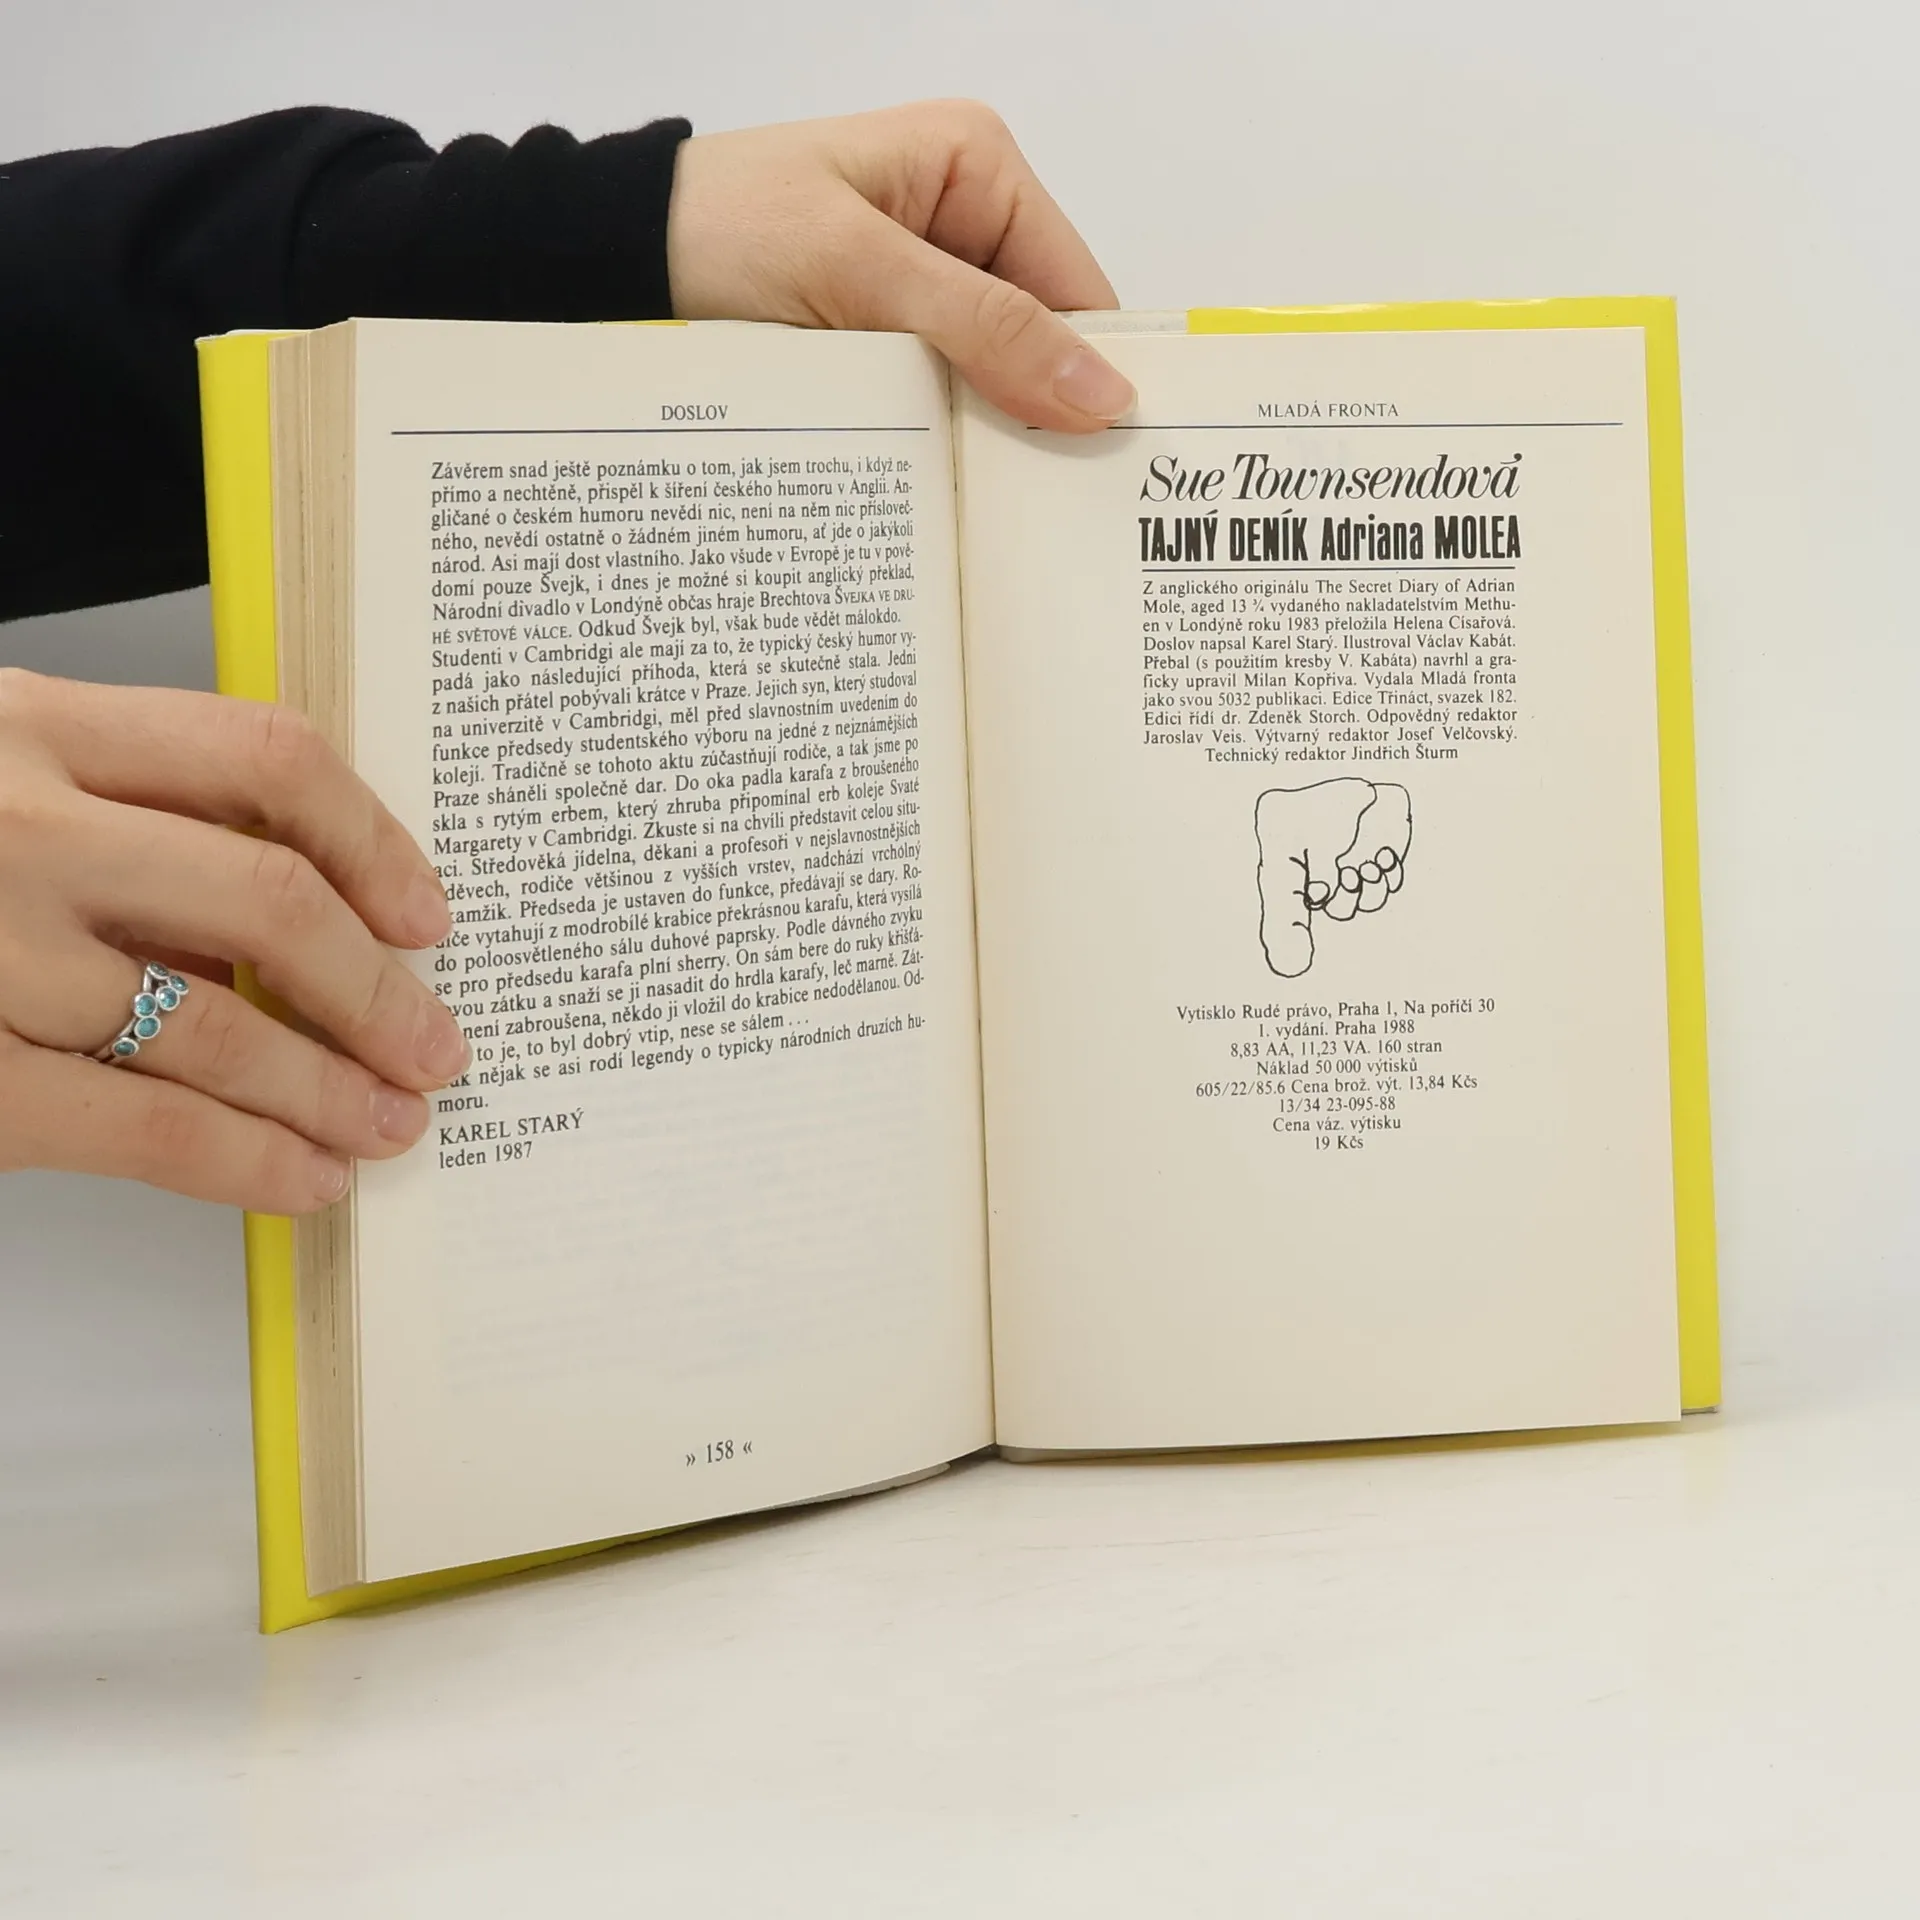 DOSLOV
Závěrem snad ještě poznámku o tom, jak jsem trochu, i když ne-
přímo a nechtěně, přispěl k šíření českého humoru v Anglii. An-
gličané o českém humoru nevědí nic, není na něm nic přísloveč-
ného, nevědí ostatně o žádném jiném humoru, ať jde o jakýkoli
národ. Asi mají dost vlastního. Jako všude v Evropě je tu v pově-
domí pouze Švejk, i dnes je možné si koupit anglický překlad,
Národní divadlo v Londýně občas hraje Brechtova ŠVEJKA VE DRU-
HÉ SVĚTOVÉ VÁLCE. Odkud Švejk byl, však bude vědět málokdo.
Studenti v Cambridgi ale mají za to, že typický český humor vy-
padá jako následující příhoda, která se skutečně stala. Jedni
z našich přátel pobývali krátce v Praze. Jejich syn, který studoval
na univerzitě v Cambridgi, měl před slavnostním uvedením do
funkce předsedy studentského výboru na jedné z nejznámějších
kolejí. Tradičně se tohoto aktu zúčastňují rodiče, a tak jsme po
Praze sháněli společně dar. Do oka padla karafa z broušeného
skla s rytým erbem, který zhruba připomínal erb koleje Svaté
Margarety v Cambridgi. Zkuste si na chvíli představit celou situ-
aci. Středověká jídelna, děkani a profesoři v nejslavnostnějších
oděvech, rodiče většinou z vyšších vrstev, nadchází vrcholný
okamžik. Předseda je ustaven do funkce, předávají se dary. Ro-
diče vytahují z modrobílé krabice překrásnou karafu, která vysílá
do poloosvětleného sálu duhové paprsky. Podle dávného zvyku
se pro předsedu karafa plní sherry. On sám bere do ruky křišťá-
lovou zátku a snaží se ji nasadit do hrdla karafy, leč marně. Zát-
není zabroušena, někdo ji vložil do krabice nedodělanou. Od-
to je, to byl dobrý vtip, nese se sálem ...
Tak nějak se asi rodí legendy o typicky národních druzích hu-
moru.
KAREL STARÝ
leden 1987
» 158 «
MLADÁ FRONTA
Sue Townsendová
TAJNÝ DENÍK Adriana MOLEA
Z anglického originálu The Secret Diary of Adrian
Mole, aged 13 ¾ vydaného nakladatelstvím Methu-
en v Londýně roku 1983 přeložila Helena Císařová.
Doslov napsal Karel Starý. Ilustroval Václav Kabát.
Přebal (s použitím kresby V. Kabáta) navrhl a gra-
ficky upravil Milan Kopřiva. Vydala Mladá fronta
jako svou 5032 publikaci. Edice Třináct, svazek 182.
Edici řídí dr. Zdeněk Storch. Odpovědný redaktor
Jaroslav Veis. Výtvarný redaktor Josef Velčovský.
Technický redaktor Jindřich Šturm
Vytisklo Rudé právo, Praha 1, Na poříčí 30
1. vydání. Praha 1988
8,83 AA, 11,23 VA. 160 stran
Náklad 50 000 výtisků
605/22/85.6 Cena brož. výt. 13,84 Kčs
13/34 23-095-88
Cena váz. výtisku
19 Kčs